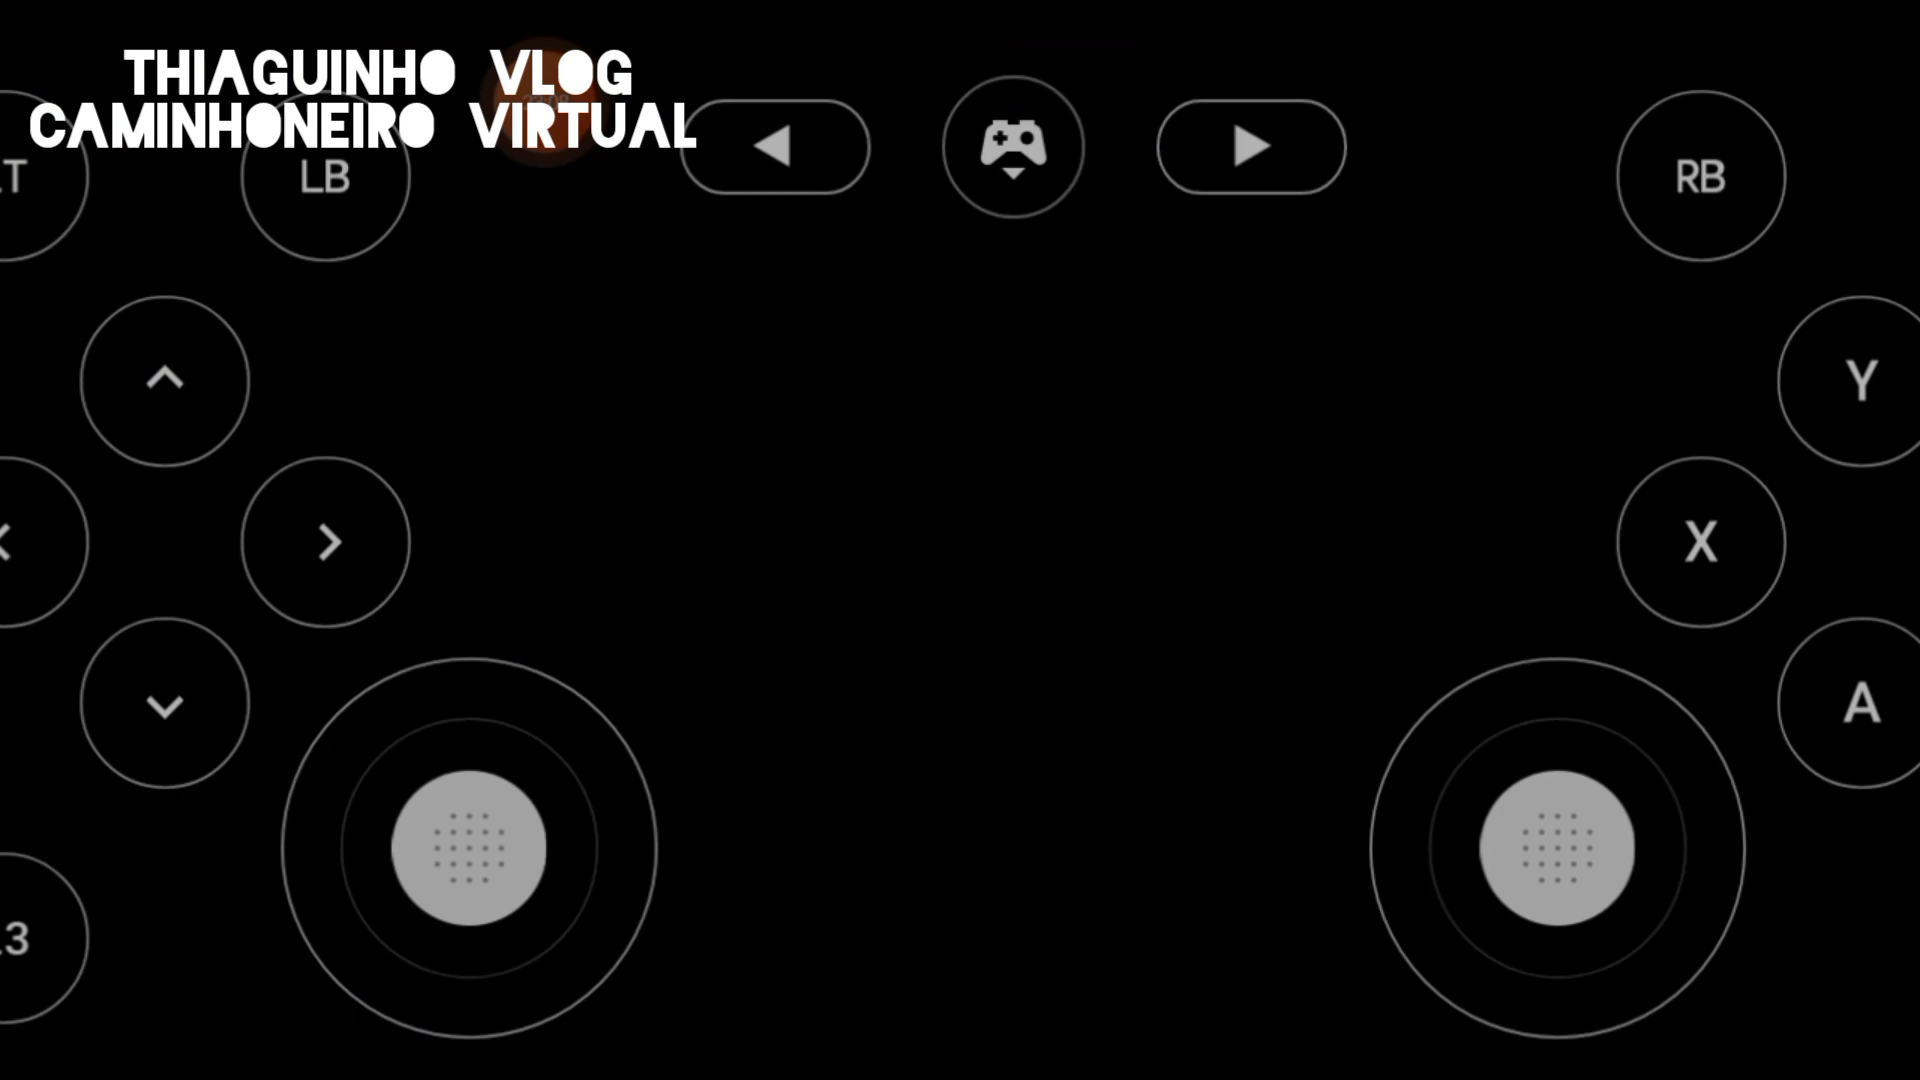 THIAGUINHO VLOG
CAMINHONEIRO VIRTUAL
LB
RB
Y
X
A